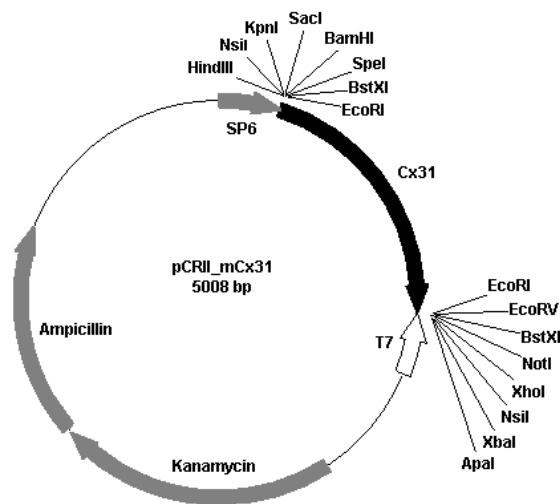 SacI
KpnI
BamHI
NsiI
SpeI
HindIII
BstXI
EcoRI
SP6
Cx31
pCRII_mCx31
5008 bp
EcoRI
EcoRV
BstXI
NotI
XhoI
NsiI
XbaI
ApaI
T7
Ampicillin
Kanamycin